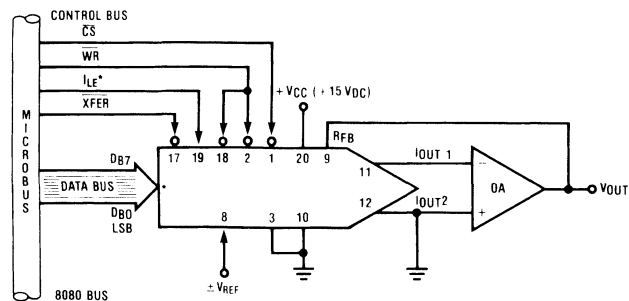 CONTROL BUS
CS
WR
ILE*
XFER
+VCC (+15 VDC)
RFB
IOUT 1
MICROBUS
DB7
17 19 18 2 1 20 9
11
OA
VOUT
DATA BUS
DB0
LSB
8 3 10
12
IOUT2
- +
± VREF
8080 BUS